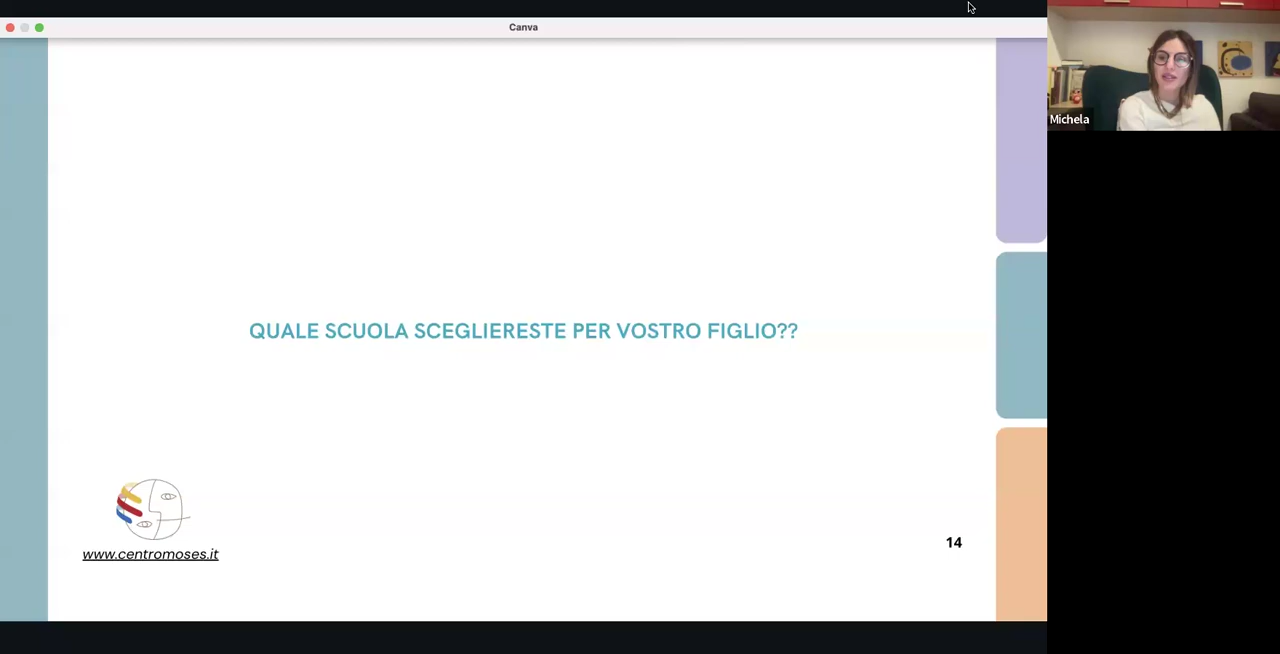 Canva
Michela
QUALE SCUOLA SCEGLIERESTE PER VOSTRO FIGLIO??
www.centromoses.it
14